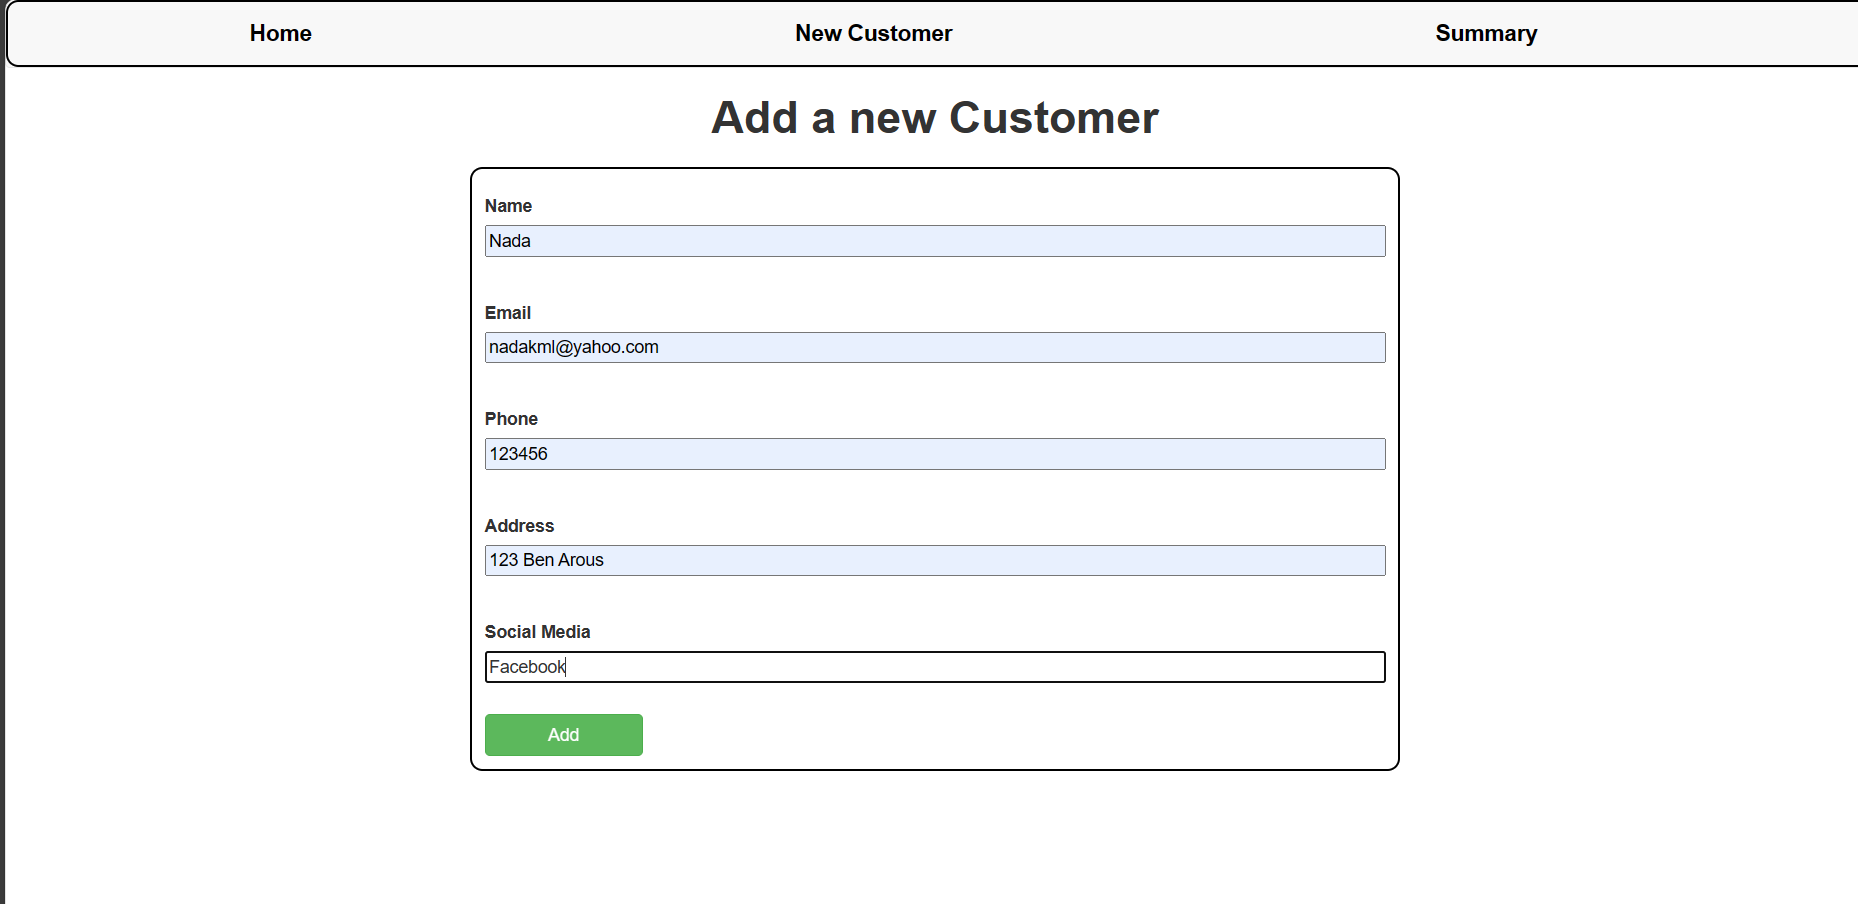 Home New Customer Summary
Add a new Customer
Name
Nada
Email
nadakml@yahoo.com
Phone
123456
Address
123 Ben Arous
Social Media
Facebook
Add